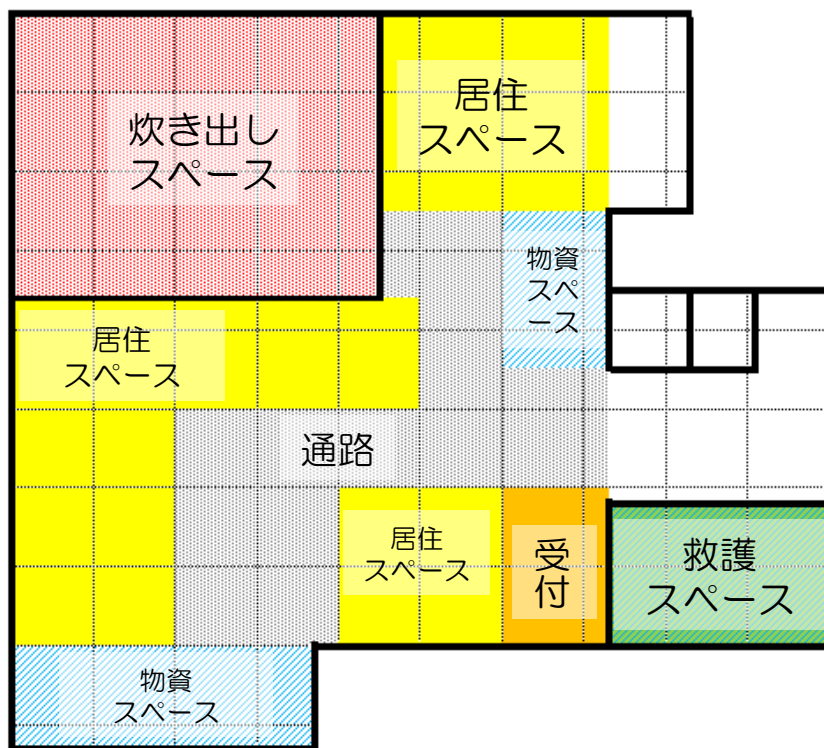 炊き出し
スペース
居住
スペース
物資
スペ
ース
居住
スペース
通路
居住
スペース
受
付
救護
スペース
物資
スペース